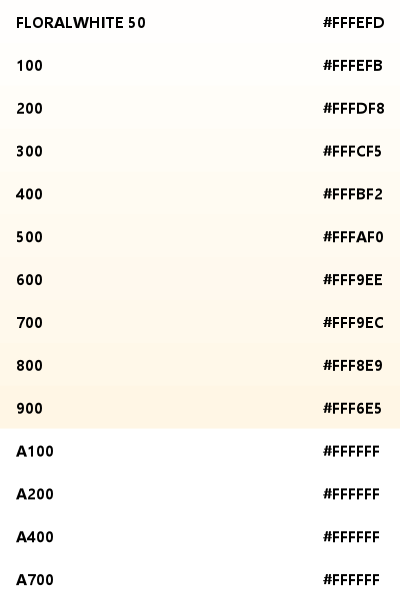 FLORALWHITE 50 #FFFEFD
100 #FFFEFB
200 #FFFDF8
300 #FFFCF5
400 #FFFBF2
500 #FFFAF0
600 #FFF9EE
700 #FFF9EC
800 #FFF8E9
900 #FFF6E5
A100 #FFFFFF
A200 #FFFFFF
A400 #FFFFFF
A700 #FFFFFF